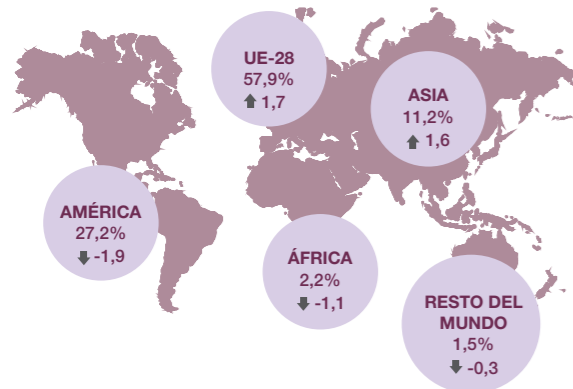 UE-28
57,9%
1,7
ASIA
11,2%
1,6
AMÉRICA
27,2%
-1,9
ÁFRICA
2,2%
-1,1
RESTO DEL
MUNDO
1,5%
-0,3